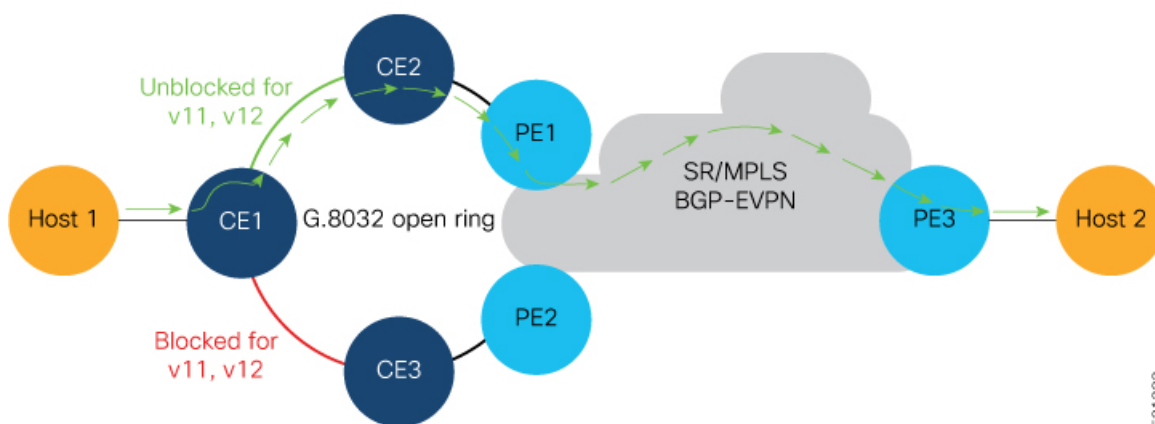 CE2
Unblocked for
v11, v12
PE1
SR/MPLS
BGP-EVPN
Host 1
CE1
G.8032 open ring
PE3
Host 2
PE2
Blocked for
v11, v12
CE3